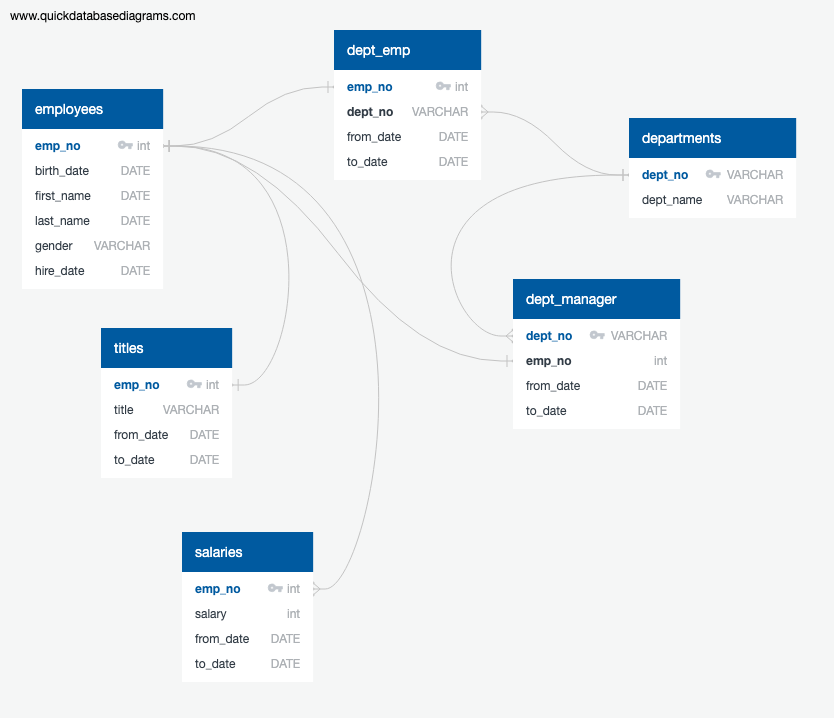 www.quickdatabasediagrams.com
dept_emp
emp_no int
dept_no VARCHAR
from_date DATE
to_date DATE
employees
emp_no int
birth_date DATE
first_name DATE
last_name DATE
gender VARCHAR
hire_date DATE
departments
dept_no VARCHAR
dept_name VARCHAR
dept_manager
dept_no VARCHAR
emp_no int
from_date DATE
to_date DATE
titles
emp_no int
title VARCHAR
from_date DATE
to_date DATE
salaries
emp_no int
salary int
from_date DATE
to_date DATE